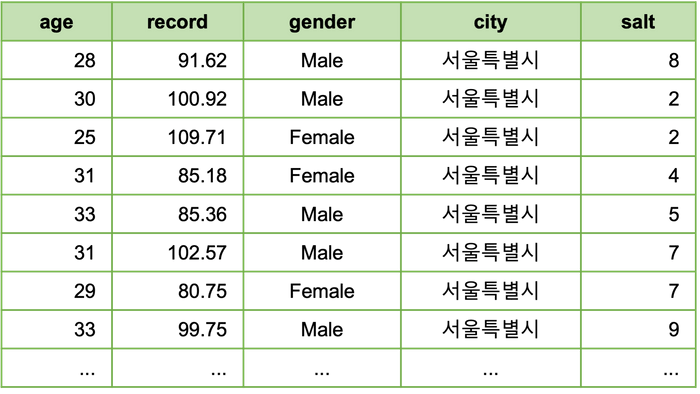 age record gender city salt
28 91.62 Male 서울특별시 8
30 100.92 Male 서울특별시 2
25 109.71 Female 서울특별시 2
31 85.18 Female 서울특별시 4
33 85.36 Male 서울특별시 5
31 102.57 Male 서울특별시 7
29 80.75 Female 서울특별시 7
33 99.75 Male 서울특별시 9
... ... ... ... ...